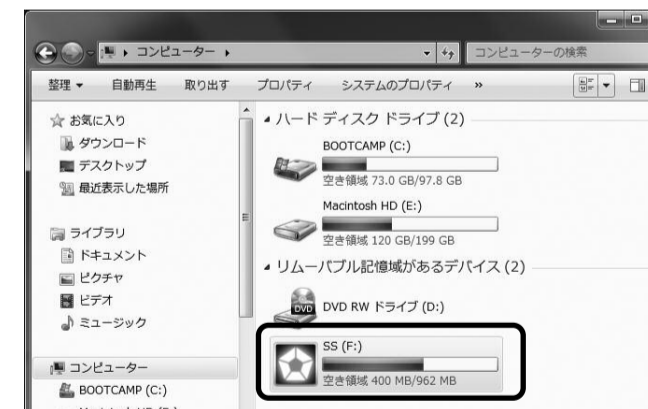 コンピューター
コンピューターの検索
整理 自動再生 取り出す プロパティ システムのプロパティ »
お気に入り
ダウンロード
デスクトップ
最近表示した場所
ライブラリ
ドキュメント
ピクチャ
ビデオ
ミュージック
コンピューター
BOOTCAMP (C:)
ハード ディスク ドライブ (2)
BOOTCAMP (C:)
空き領域 73.0 GB/97.8 GB
Macintosh HD (E:)
空き領域 120 GB/199 GB
リムーバブル記憶域があるデバイス (2)
DVD
DVD RW ドライブ (D:)
SS (F:)
空き領域 400 MB/962 MB